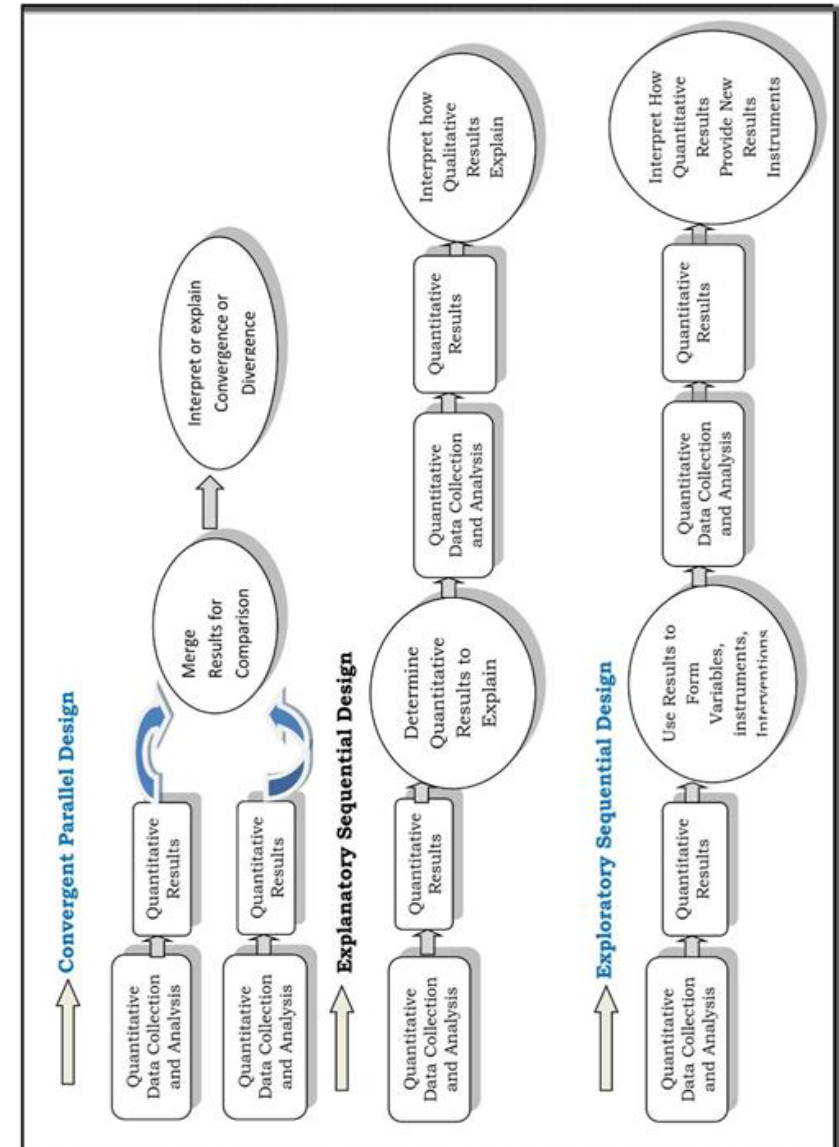 Convergent Parallel Design
Quantitative
Data Collection
and Analysis
Quantitative
Results
Quantitative
Data Collection
and Analysis
Quantitative
Results
Merge
Results for
Comparison
Interpret or explain
Convergence or
Divergence
Explanatory Sequential Design
Quantitative
Data Collection
and Analysis
Quantitative
Results
Determine
Quantitative
Results to
Explain
Quantitative
Data Collection
and Analysis
Quantitative
Results
Interpret how
Qualitative
Results
Explain
Exploratory Sequential Design
Quantitative
Data Collection
and Analysis
Quantitative
Results
Use Results to
Form
Variables,
instruments,
Interventions
Quantitative
Data Collection
and Analysis
Quantitative
Results
Interpret How
Quantitative
Results
Provide New
Results
Instruments